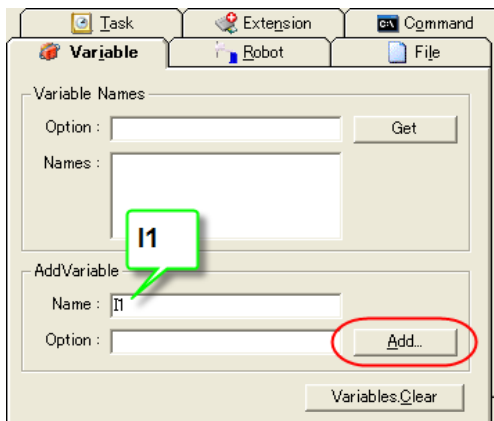 Task Extension Command
Variable Robot File
Variable Names
Option : Get
Names :
I1
AddVariable
Name : I1
Option : Add...
Variables.Clear